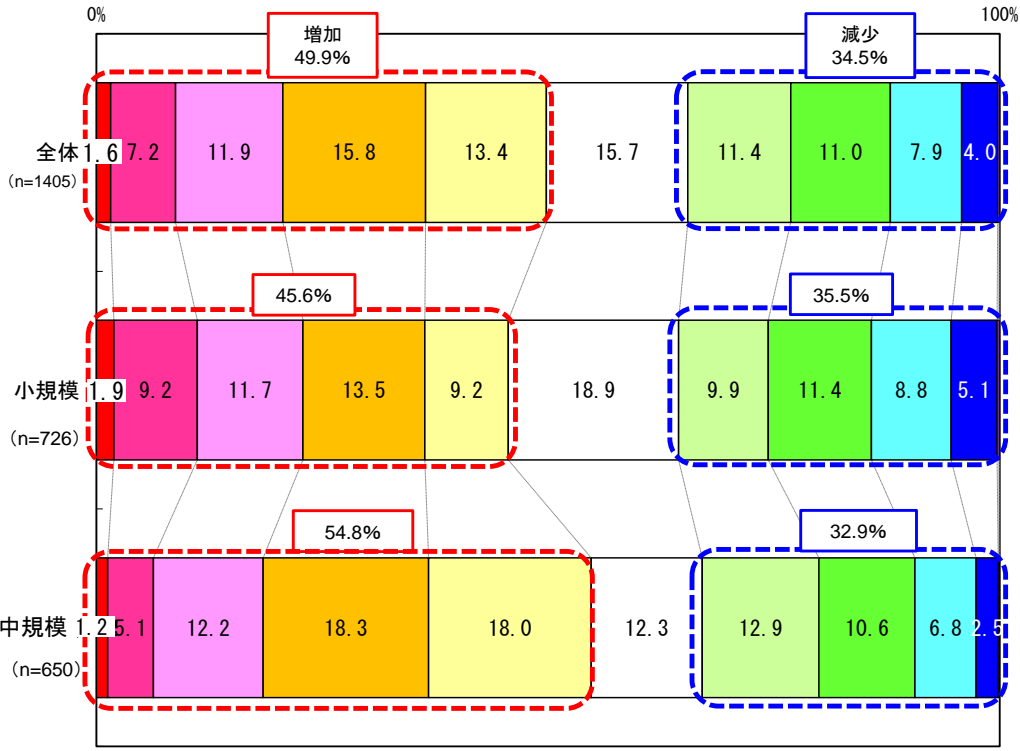 0% 100%
増加
49.9%
減少
34.5%
全体
(n=1405)
1.6 7.2 11.9 15.8 13.4 15.7 11.4 11.0 7.9 4.0
45.6% 35.5%
小規模
(n=726)
1.9 9.2 11.7 13.5 9.2 18.9 9.9 11.4 8.8 5.1
54.8% 32.9%
中規模
(n=650)
1.2 5.1 12.2 18.3 18.0 12.3 12.9 10.6 6.8 2.5